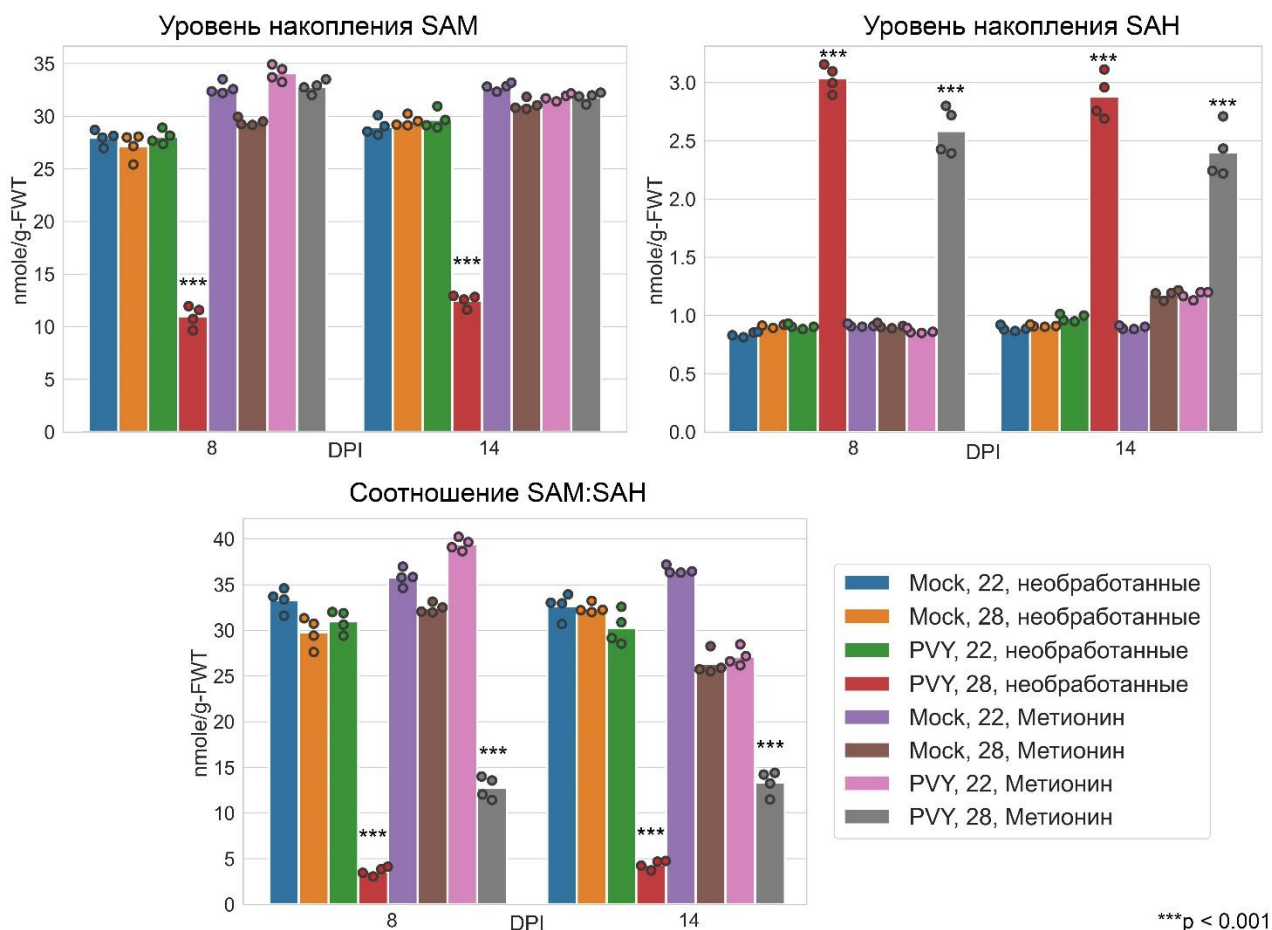 Уровень накопления SAM
Уровень накопления SAH
35
30
25
20
15
10
5
0
nmole/g-FWT
***
***
8
DPI
14
3.0
2.5
2.0
1.5
1.0
0.5
0.0
nmole/g-FWT
***
***
***
***
8
DPI
14
Соотношение SAM:SAH
40
35
30
25
20
15
10
5
0
nmole/g-FWT
***
***
***
***
8
DPI
14
Mock, 22, необработанные
Mock, 28, необработанные
PVY, 22, необработанные
PVY, 28, необработанные
Mock, 22, Метионин
Mock, 28, Метионин
PVY, 22, Метионин
PVY, 28, Метионин
***p < 0.001